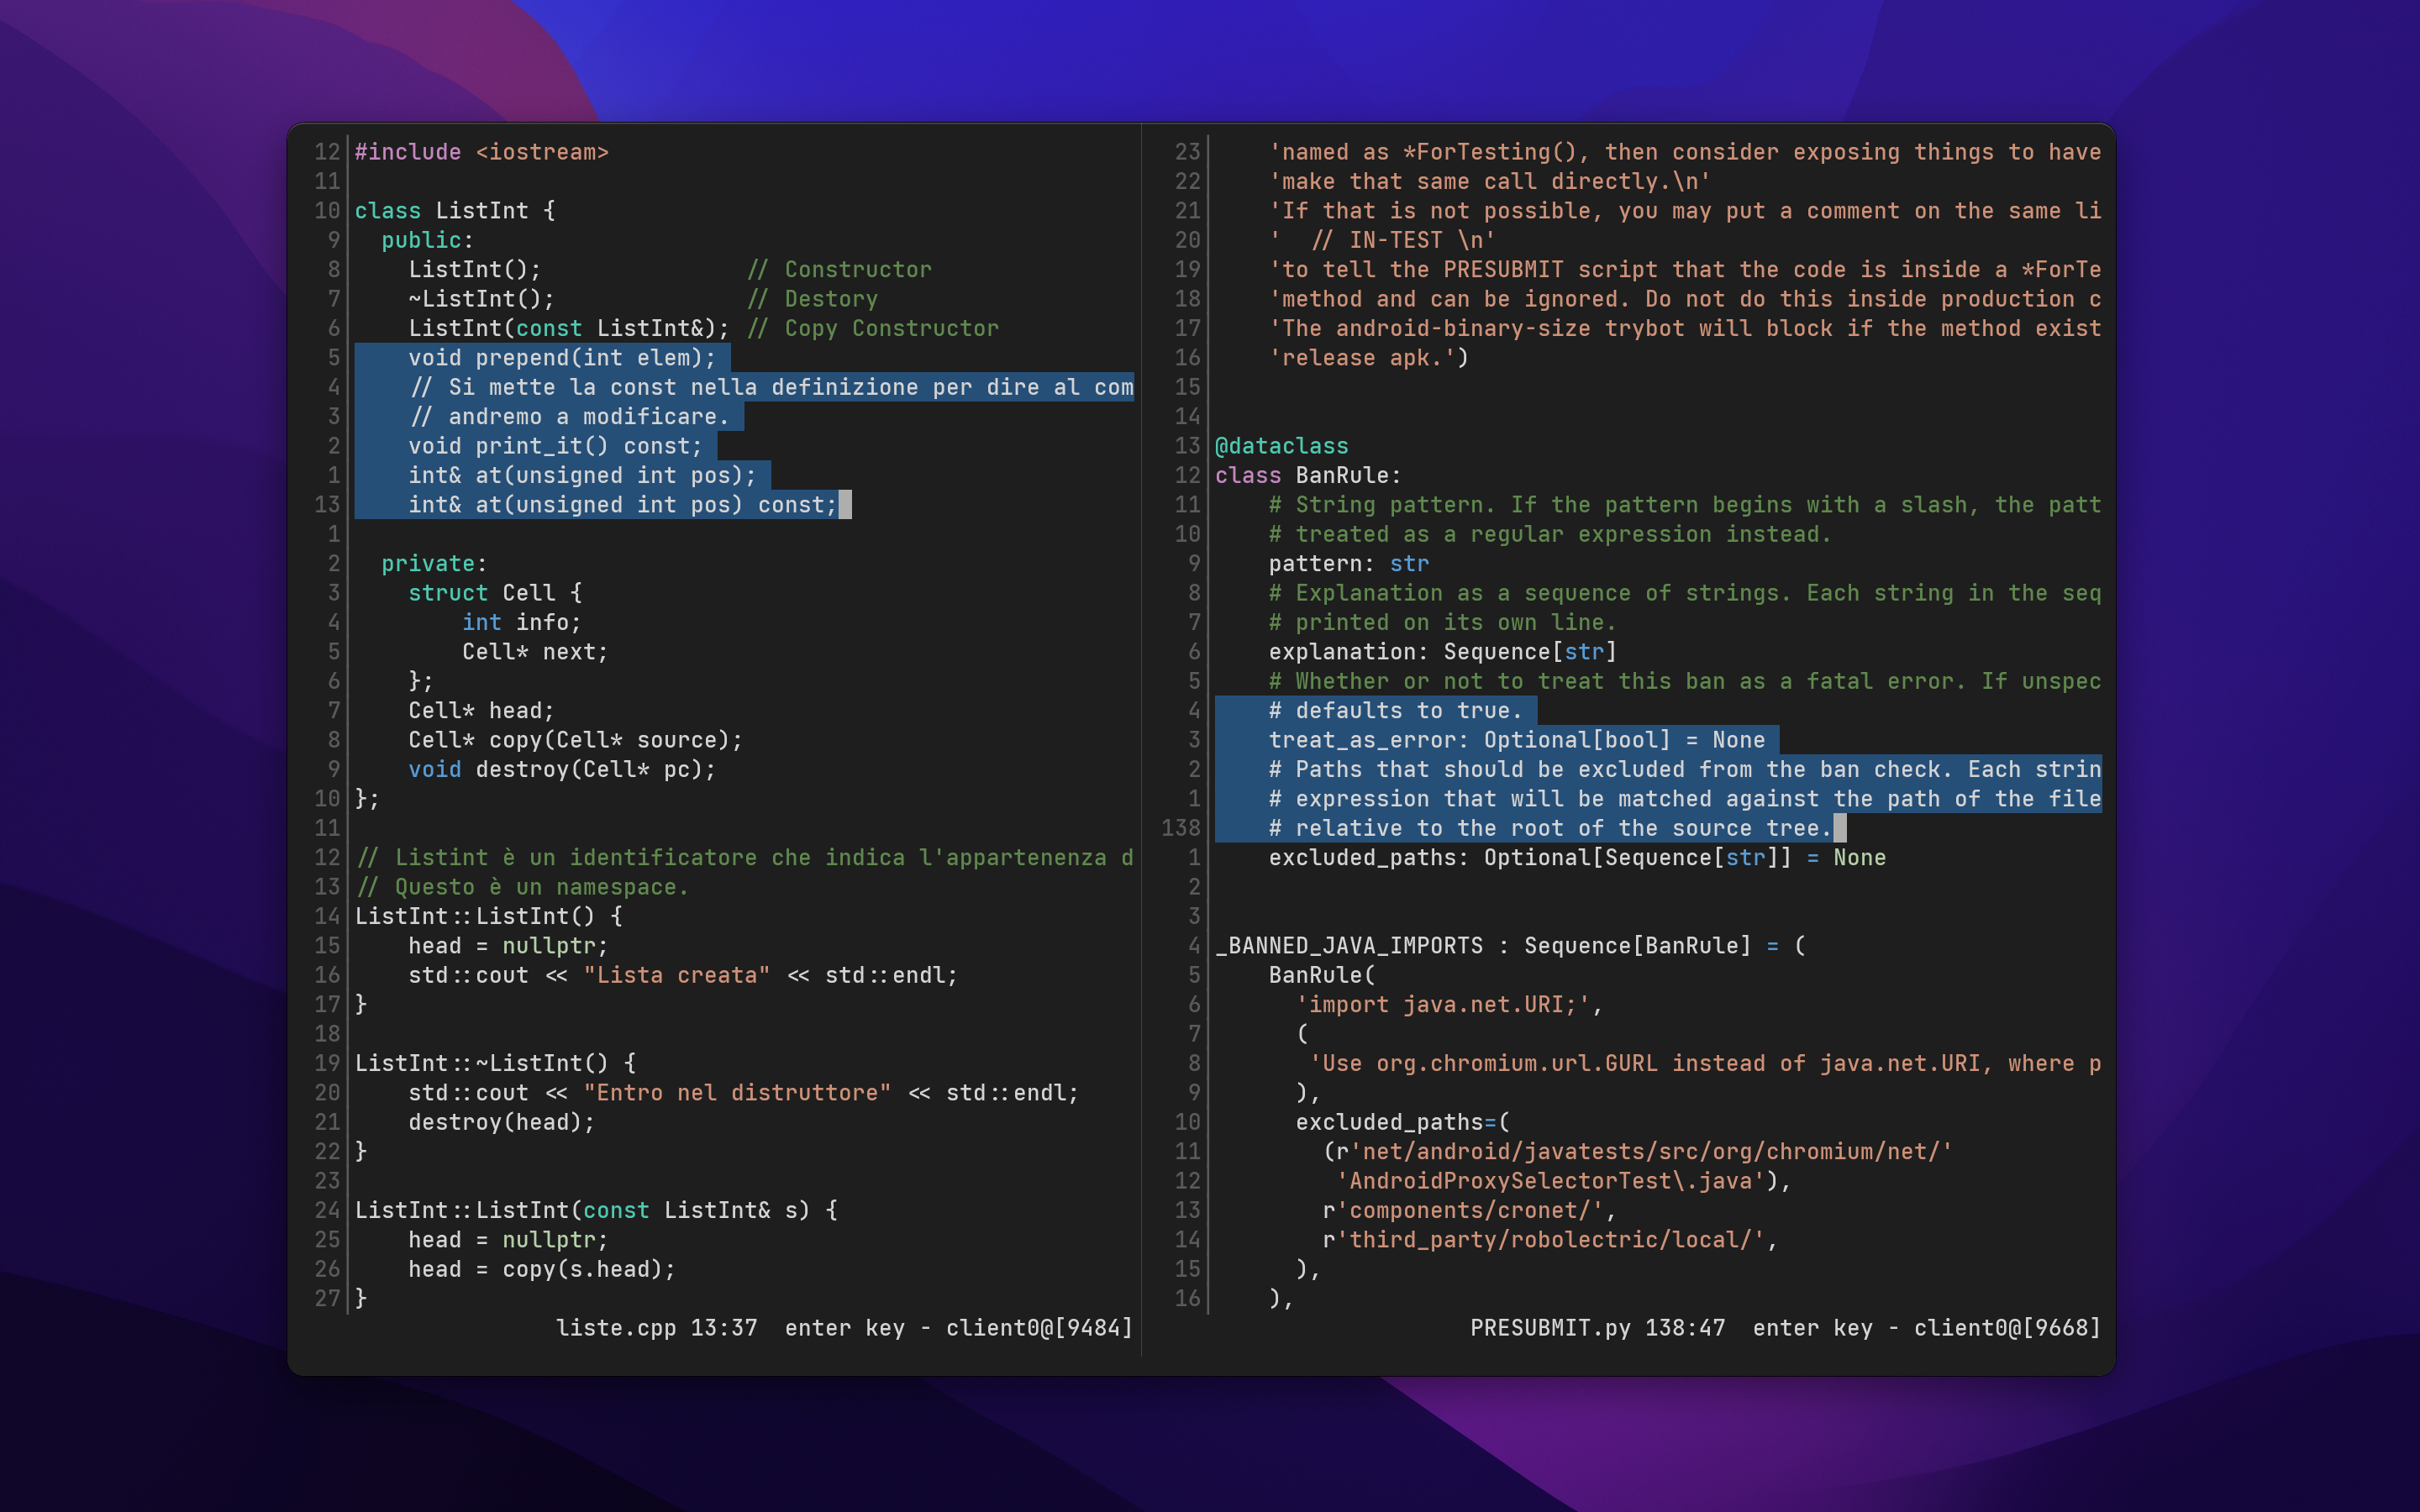 12 #include <iostream>
11
10 class ListInt {
9   public:
8     ListInt();               // Constructor
7     ~ListInt();              // Destory
6     ListInt(const ListInt&); // Copy Constructor
5     void prepend(int elem);
4     // Si mette la const nella definizione per dire al com
3     // andremo a modificare.
2     void print_it() const;
1     int& at(unsigned int pos);
13     int& at(unsigned int pos) const;
1
2   private:
3     struct Cell {
4         int info;
5         Cell* next;
6     };
7     Cell* head;
8     Cell* copy(Cell* source);
9     void destroy(Cell* pc);
10 };
11
12 // Listint è un identificatore che indica l'appartenenza d
13 // Questo è un namespace.
14 ListInt::ListInt() {
15     head = nullptr;
16     std::cout << "Lista creata" << std::endl;
17 }
18
19 ListInt::~ListInt() {
20     std::cout << "Entro nel distruttore" << std::endl;
21     destroy(head);
22 }
23
24 ListInt::ListInt(const ListInt& s) {
25     head = nullptr;
26     head = copy(s.head);
27 }
liste.cpp 13:37  enter key - client0@[9484]
23     'named as *ForTesting(), then consider exposing things to have
22     'make that same call directly.\n'
21     'If that is not possible, you may put a comment on the same li
20     '  // IN-TEST \n'
19     'to tell the PRESUBMIT script that the code is inside a *ForTe
18     'method and can be ignored. Do not do this inside production c
17     'The android-binary-size trybot will block if the method exist
16     'release apk.')
15
14
13 @dataclass
12 class BanRule:
11     # String pattern. If the pattern begins with a slash, the patt
10     # treated as a regular expression instead.
9     pattern: str
8     # Explanation as a sequence of strings. Each string in the seq
7     # printed on its own line.
6     explanation: Sequence[str]
5     # Whether or not to treat this ban as a fatal error. If unspec
4     # defaults to true.
3     treat_as_error: Optional[bool] = None
2     # Paths that should be excluded from the ban check. Each strin
1     # expression that will be matched against the path of the file
138     # relative to the root of the source tree.
1     excluded_paths: Optional[Sequence[str]] = None
2
3
4 _BANNED_JAVA_IMPORTS : Sequence[BanRule] = (
5     BanRule(
6       'import java.net.URI;',
7       (
8        'Use org.chromium.url.GURL instead of java.net.URI, where p
9       ),
10       excluded_paths=(
11         (r'net/android/javatests/src/org/chromium/net/'
12          'AndroidProxySelectorTest\.java'),
13         r'components/cronet/',
14         r'third_party/robolectric/local/',
15       ),
16     ),
PRESUBMIT.py 138:47  enter key - client0@[9668]